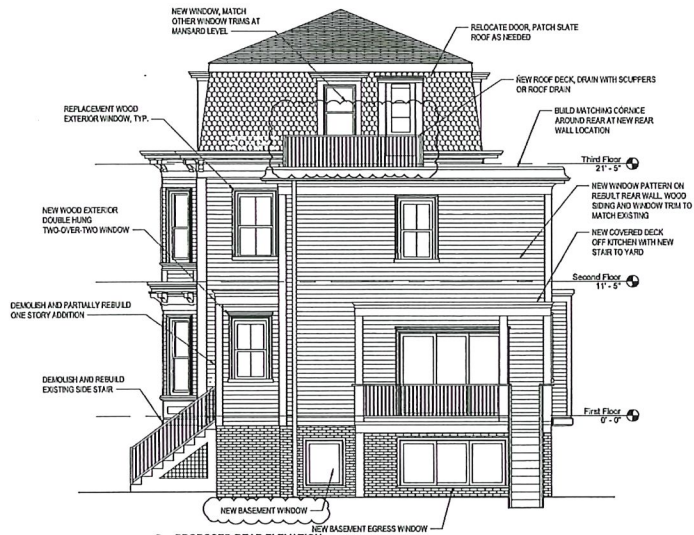 NEW WINDOW, MATCH
OTHER WINDOW TRIMS AT
MANSARD LEVEL
RELOCATE DOOR, PATCH SLATE
ROOF AS NEEDED
NEW ROOF DECK, DRAIN WITH SCUPPERS
OR ROOF DRAIN
REPLACEMENT WOOD
EXTERIOR WINDOW, TYP.
BUILD MATCHING CORNICE
AROUND REAR AT NEW REAR
WALL LOCATION
Third Floor
21' - 5"
NEW WINDOW PATTERN ON
REBUILT REAR WALL. WOOD
SIDING AND WINDOW TRIM TO
MATCH EXISTING
NEW WOOD EXTERIOR
DOUBLE HUNG
TWO-OVER-TWO WINDOW
NEW COVERED DECK
OFF KITCHEN WITH NEW
STAIR TO YARD
Second Floor
11' - 5"
DEMOLISH AND PARTIALLY REBUILD
ONE STORY ADDITION
DEMOLISH AND REBUILD
EXISTING SIDE STAIR
First Floor
0' - 0"
NEW BASEMENT WINDOW
NEW BASEMENT EGRESS WINDOW
PROPOSED REAR ELEVATION